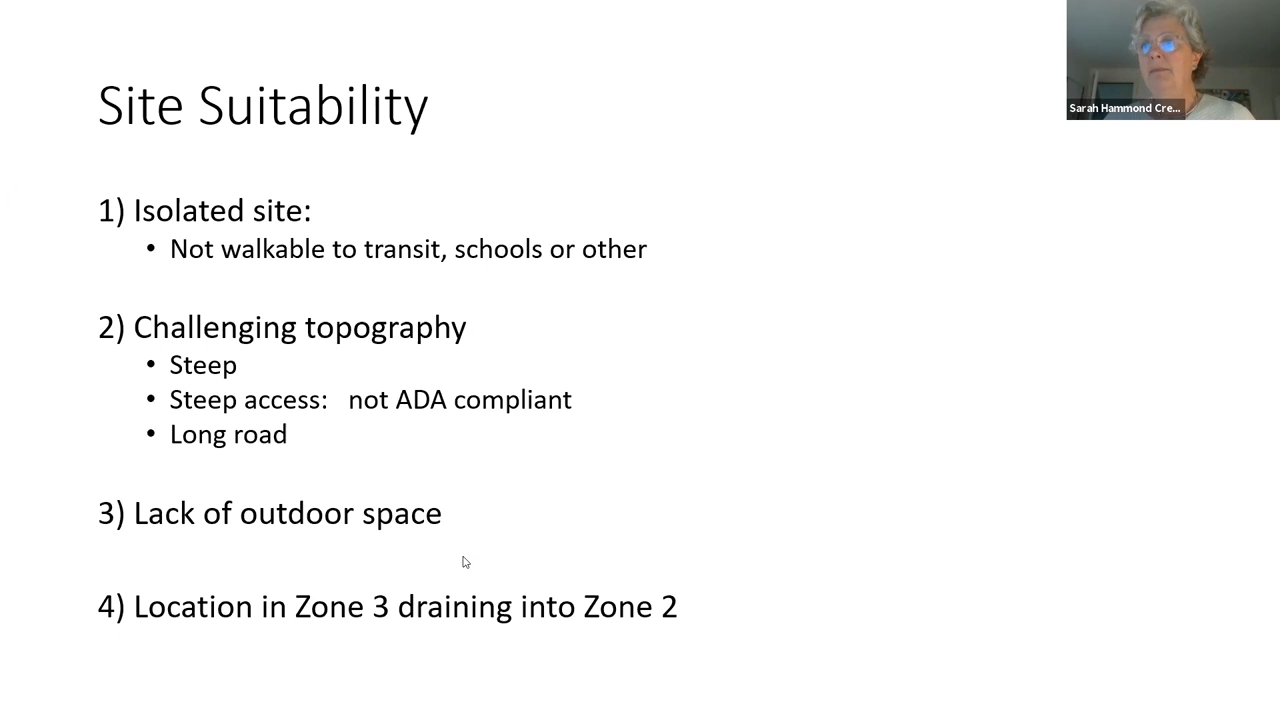 Site Suitability
Sarah Hammond Cre...
1) Isolated site:
• Not walkable to transit, schools or other
2) Challenging topography
• Steep
• Steep access:   not ADA compliant
• Long road
3) Lack of outdoor space
4) Location in Zone 3 draining into Zone 2